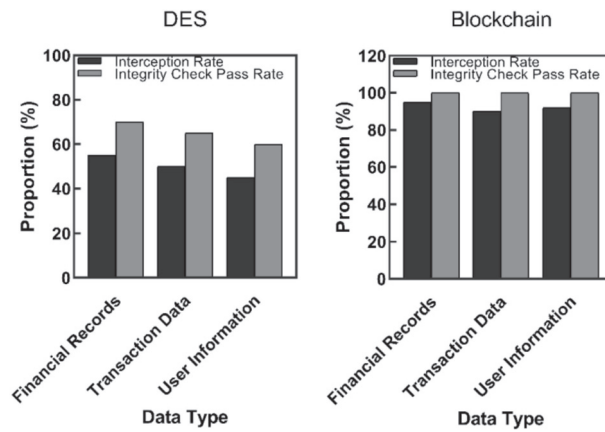 DES
Interception Rate
Integrity Check Pass Rate
Proportion (%)
100
80
60
40
20
0
Financial Records
Transaction Data
User Information
Data Type
Blockchain
Interception Rate
Integrity Check Pass Rate
Proportion (%)
120
100
80
60
40
20
0
Financial Records
Transaction Data
User Information
Data Type